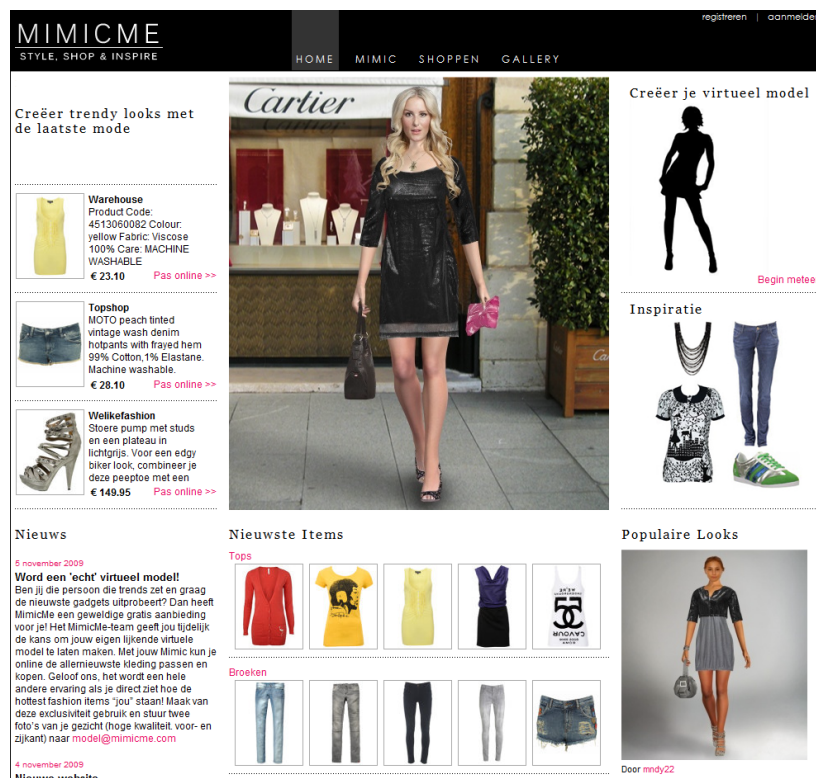 MIMICME
STYLE, SHOP & INSPIRE
HOME
MIMIC
SHOPPEN
GALLERY
registreren | aanmelden
Creëer trendy looks met
de laatste mode
Warehouse
Product Code:
4513060082 Colour:
yellow Fabric: Viscose
100% Care: MACHINE
WASHABLE
€ 23.10 Pas online >>
Topshop
MOTO peach tinted
vintage wash denim
hotpants with frayed hem
99% Cotton,1% Elastane.
Machine washable.
€ 28.10 Pas online >>
Welikefashion
Stoere pump met studs
en een plateau in
lichtgrijs. Voor een edgy
biker look, combineer je
deze peeptoe met een
€ 149.95 Pas online >>
Cartier
Ca
Creëer je virtueel model
Begin metee
Inspiratie
Nieuws
5 november 2009
Word een 'echt' virtueel model!
Ben jij die persoon die trends zet en graag
de nieuwste gadgets uitprobeert? Dan heeft
MimicMe een geweldige gratis aanbieding
voor je! Het MimicMe-team geeft jou tijdelijk
de kans om jouw eigen lijkende virtuele
model te laten maken. Met jouw Mimic kun je
online de allernieuwste kleding passen en
kopen. Geloof ons, het wordt een hele
andere ervaring als je direct ziet hoe de
hottest fashion items “jou” staan! Maak van
deze exclusiviteit gebruik en stuur twee
foto's van je gezicht (hoge kwaliteit. voor- en
zijkant) naar model@mimicme.com
4 november 2009
Nieuwe website
Nieuwste Items
Tops
CAVOUR
Broeken
Populaire Looks
Door mndy22